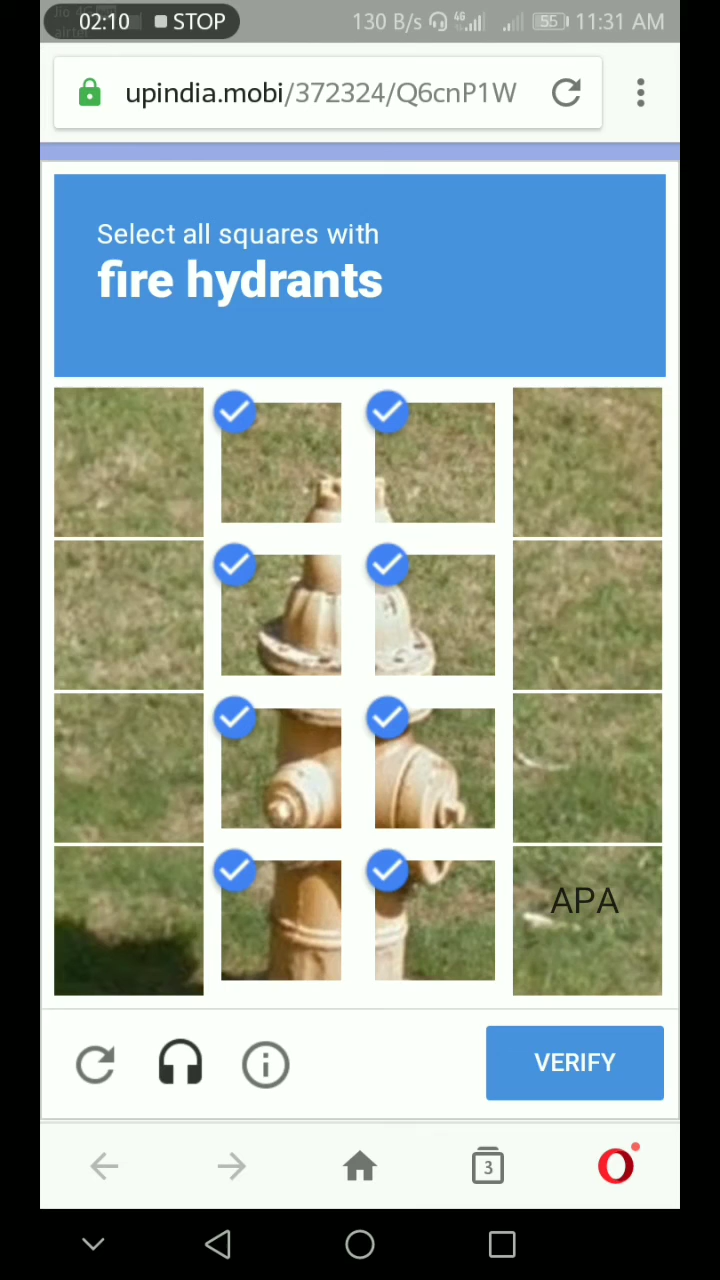 02:10 STOP 130 B/s 4G 55 11:31 AM
upindia.mobi/372324/Q6cnP1W
Select all squares with
fire hydrants
APA
VERIFY
3